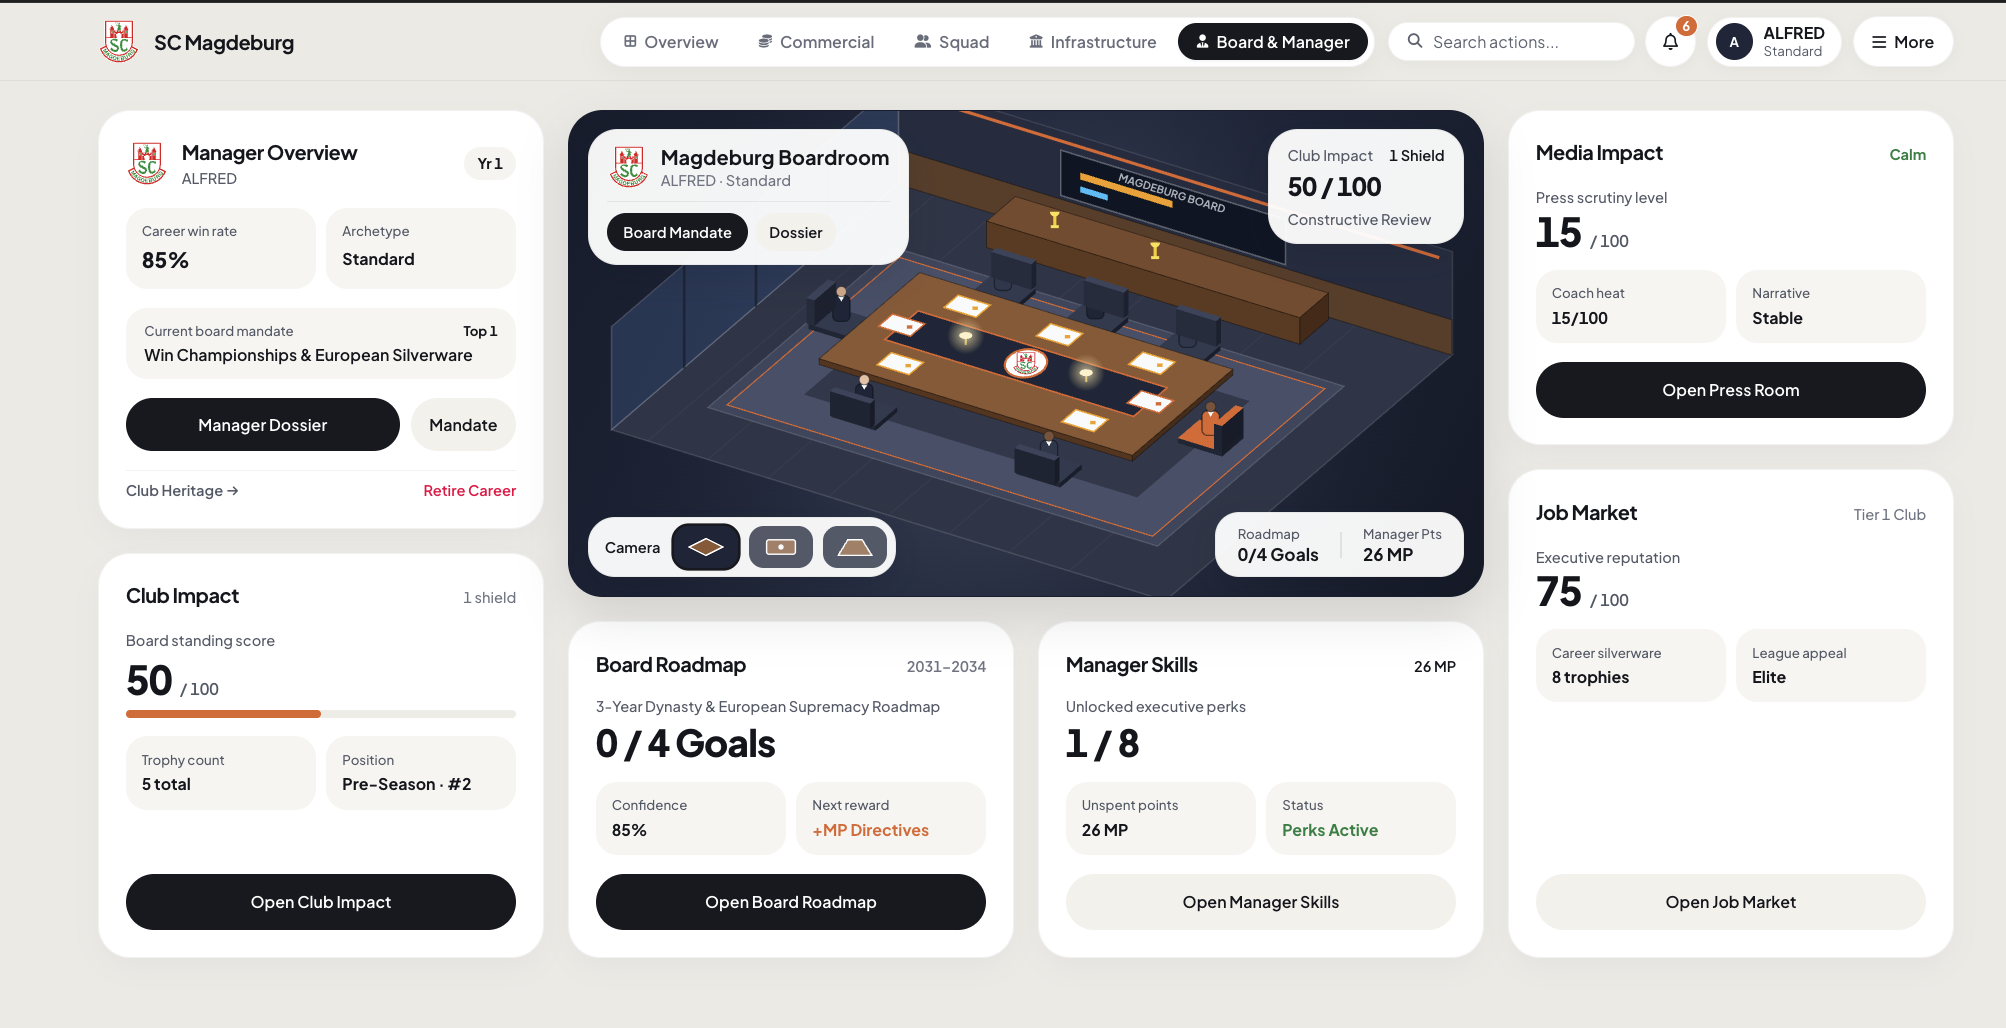 SC Magdeburg
Overview
Commercial
Squad
Infrastructure
Board & Manager
Search actions...
6
A
ALFRED
Standard
More
Manager Overview
ALFRED
Yr 1
Career win rate
85%
Archetype
Standard
Current board mandate
Top 1
Win Championships & European Silverware
Manager Dossier
Mandate
Club Heritage →
Retire Career
Club Impact
1 shield
Board standing score
50 / 100
Trophy count
5 total
Position
Pre-Season · #2
Open Club Impact
Magdeburg Boardroom
ALFRED · Standard
Board Mandate
Dossier
MAGDEBURG BOARD
Club Impact
1 Shield
50 / 100
Constructive Review
SC
Camera
Roadmap
0/4 Goals
Manager Pts
26 MP
Board Roadmap
2031–2034
3-Year Dynasty & European Supremacy Roadmap
0 / 4 Goals
Confidence
85%
Next reward
+MP Directives
Open Board Roadmap
Manager Skills
26 MP
Unlocked executive perks
1 / 8
Unspent points
26 MP
Status
Perks Active
Open Manager Skills
Media Impact
Calm
Press scrutiny level
15 / 100
Coach heat
15/100
Narrative
Stable
Open Press Room
Job Market
Tier 1 Club
Executive reputation
75 / 100
Career silverware
8 trophies
League appeal
Elite
Open Job Market